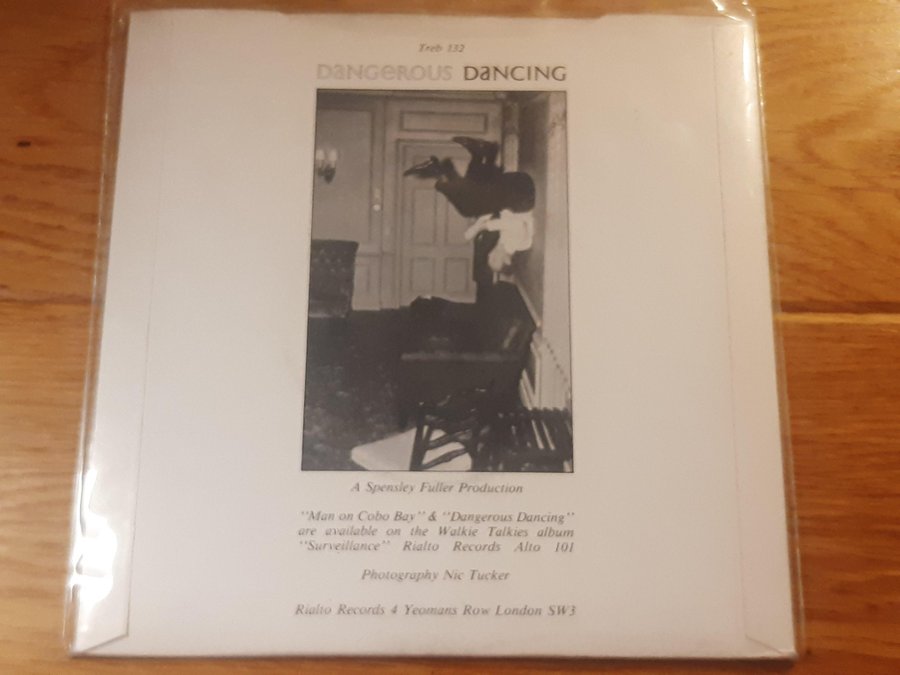 Treb 132
DaNGeROUS DaNCING
A Spensley Fuller Production
"Man on Cobo Bay" & "Dangerous Dancing"
are available on the Walkie Talkies album
"Surveillance" Rialto Records Alto 101
Photography Nic Tucker
Rialto Records 4 Yeomans Row London SW3